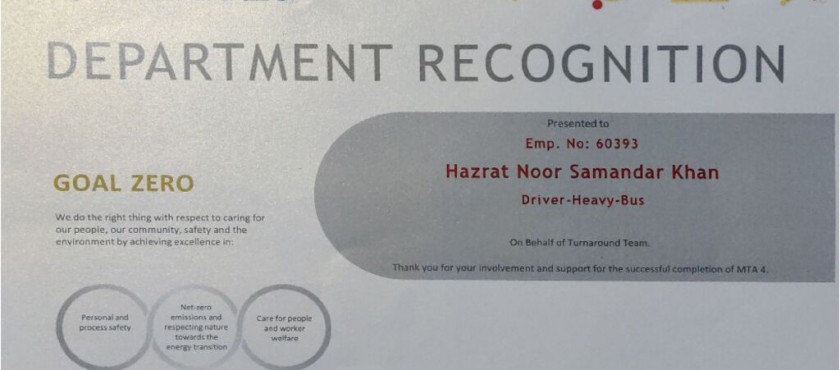 DEPARTMENT RECOGNITION
Presented to
Emp. No: 60393
Hazrat Noor Samandar Khan
Driver-Heavy-Bus
On Behalf of Turnaround Team.
Thank you for your involvement and support for the successful completion of MTA 4.
GOAL ZERO
We do the right thing with respect to caring for
our people, our community, safety and the
environment by achieving excellence in:
Personal and
process safety
Net-zero
emissions and
respecting nature
towards the
energy transition
Care for people
and worker
welfare